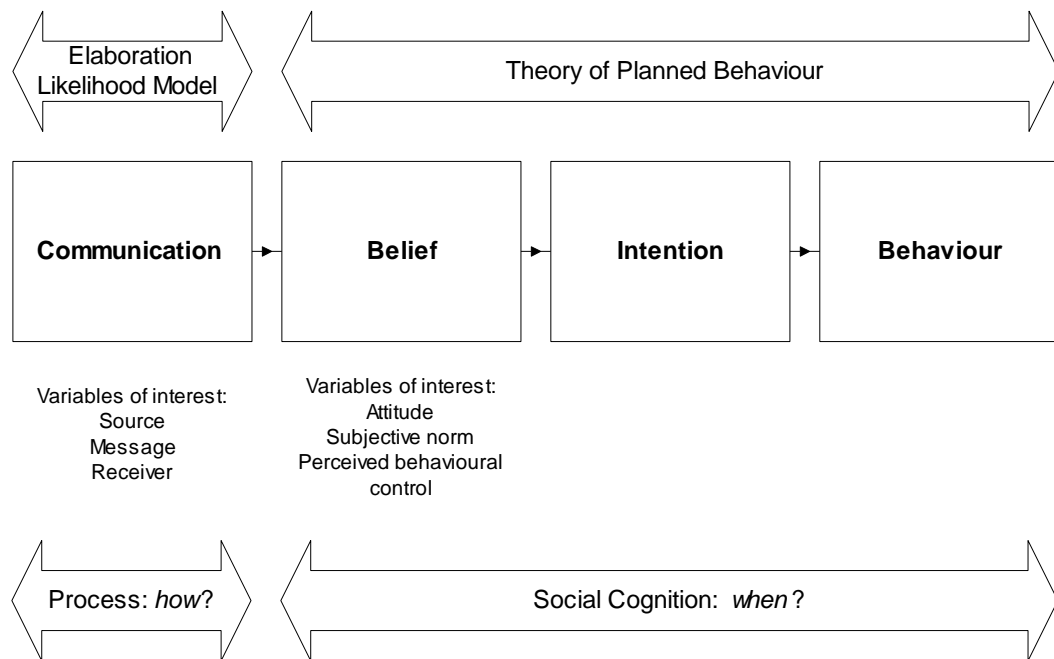 Elaboration
Likelihood Model
Theory of Planned Behaviour
Communication
Belief
Intention
Behaviour
Variables of interest:
Source
Message
Receiver
Variables of interest:
Attitude
Subjective norm
Perceived behavioural
control
Process: how?
Social Cognition: when?